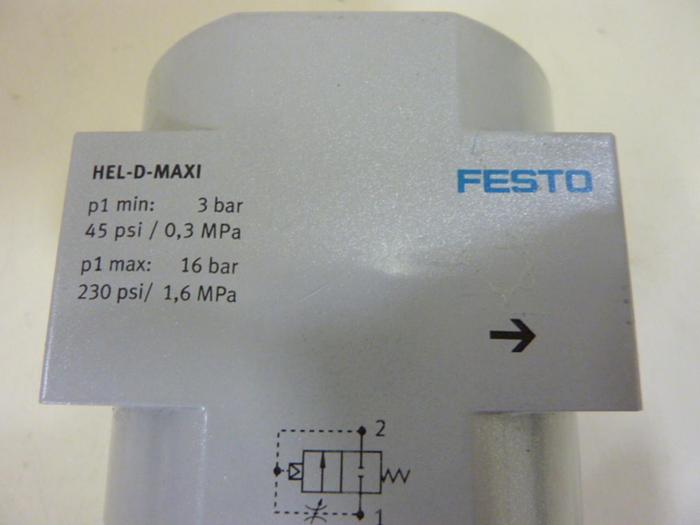 HEL-D-MAXI
p1 min: 3 bar
45 psi / 0,3 MPa
p1 max: 16 bar
230 psi/ 1,6 MPa
FESTO
2
1